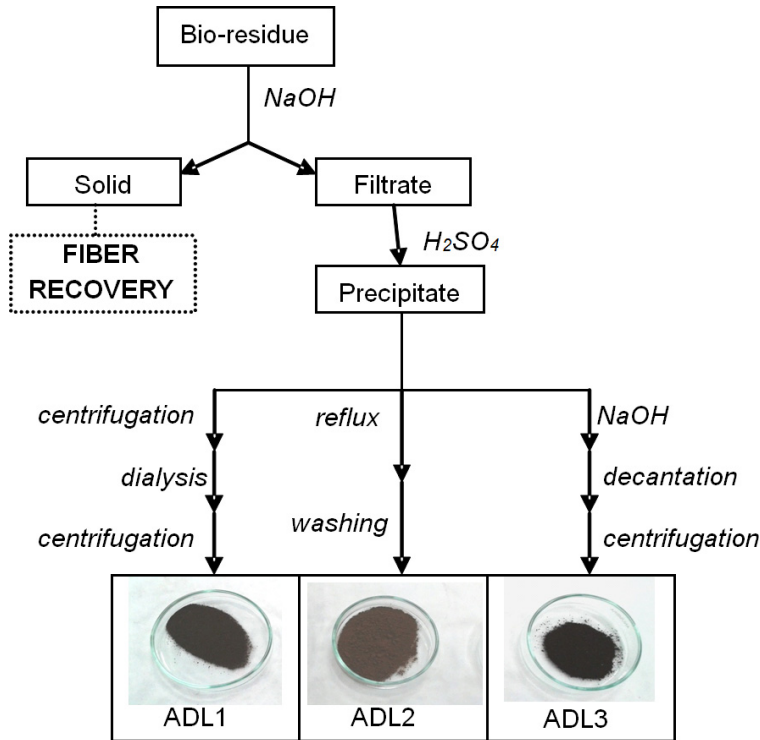 Bio-residue
NaOH
Solid
Filtrate
FIBER
RECOVERY
H₂SO₄
Precipitate
centrifugation
reflux
NaOH
dialysis
decantation
centrifugation
washing
centrifugation
ADL1
ADL2
ADL3